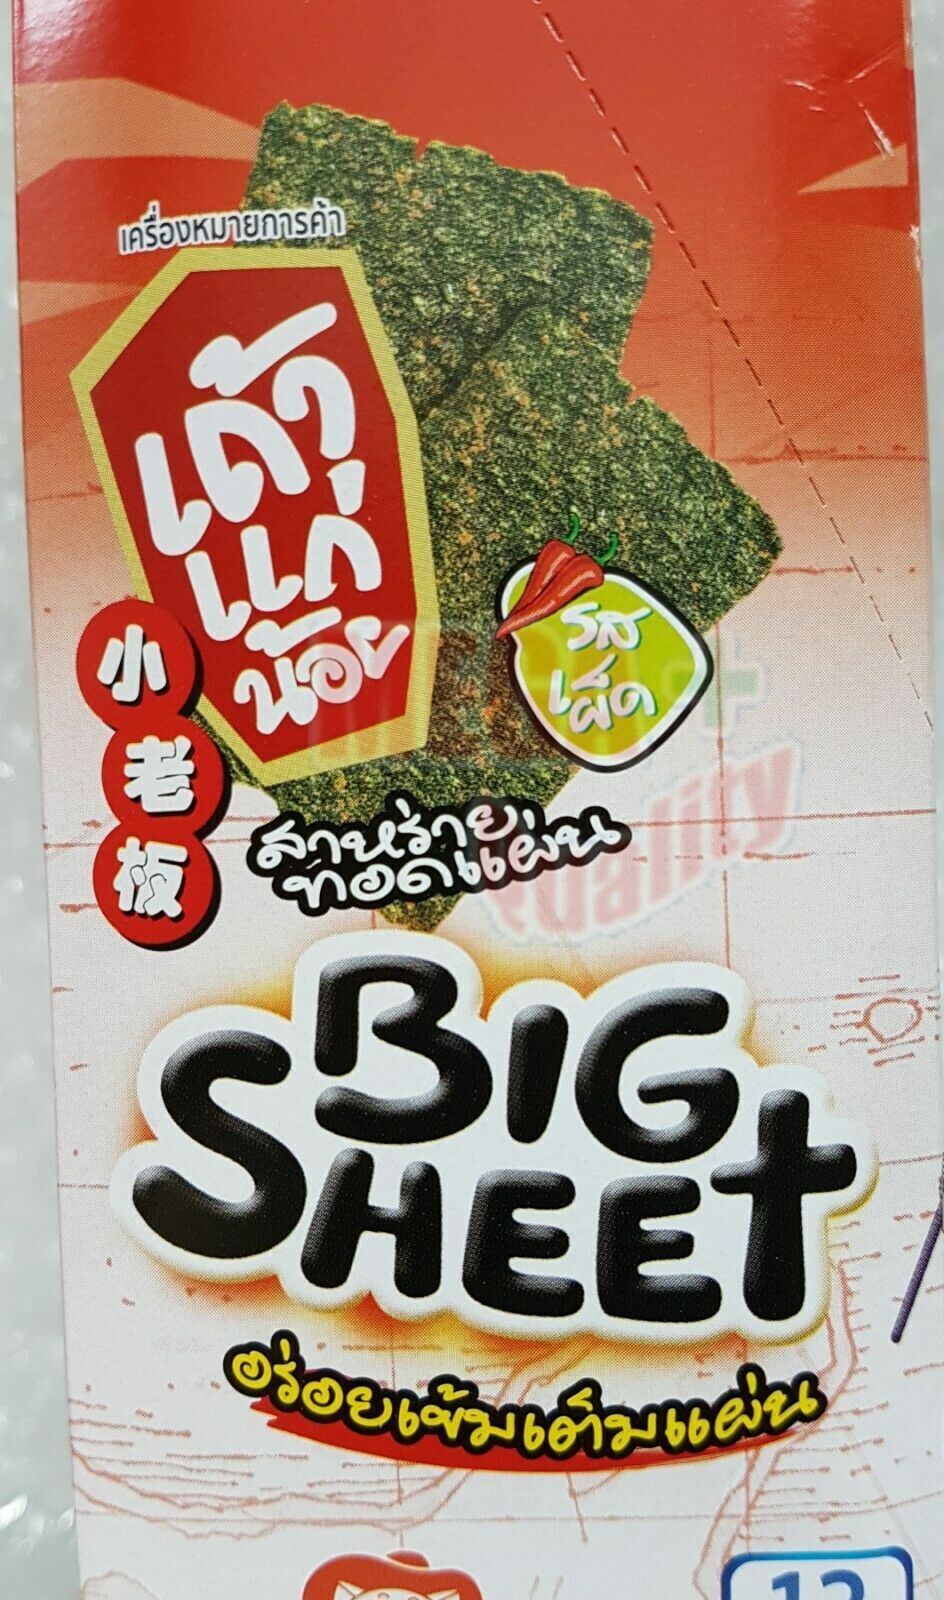 เครื่องหมายการค้า
เถ้า
แก่
น้อย
小
老
板
รส
เผ็ด
สาหร่าย
ทอดแผ่น
Quality
BIG
SHEET
อร่อยเข้มเต็มแผ่น
12